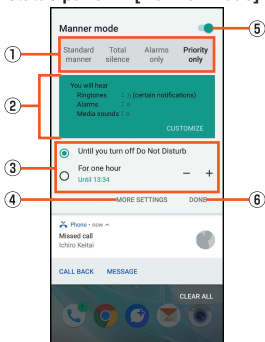 Manner mode
⑤
①
Standard manner
Total silence
Alarms only
Priority only
②
You will hear
Ringtones : △ (certain notifications)
Alarms : ○
Media sounds : ○
CUSTOMIZE
③
Until you turn off Do Not Disturb
For one hour
Until 13:34
− +
④
MORE SETTINGS DONE
⑥
Phone • now
Missed call
Ichiro Keitai
CALL BACK MESSAGE
CLEAR ALL